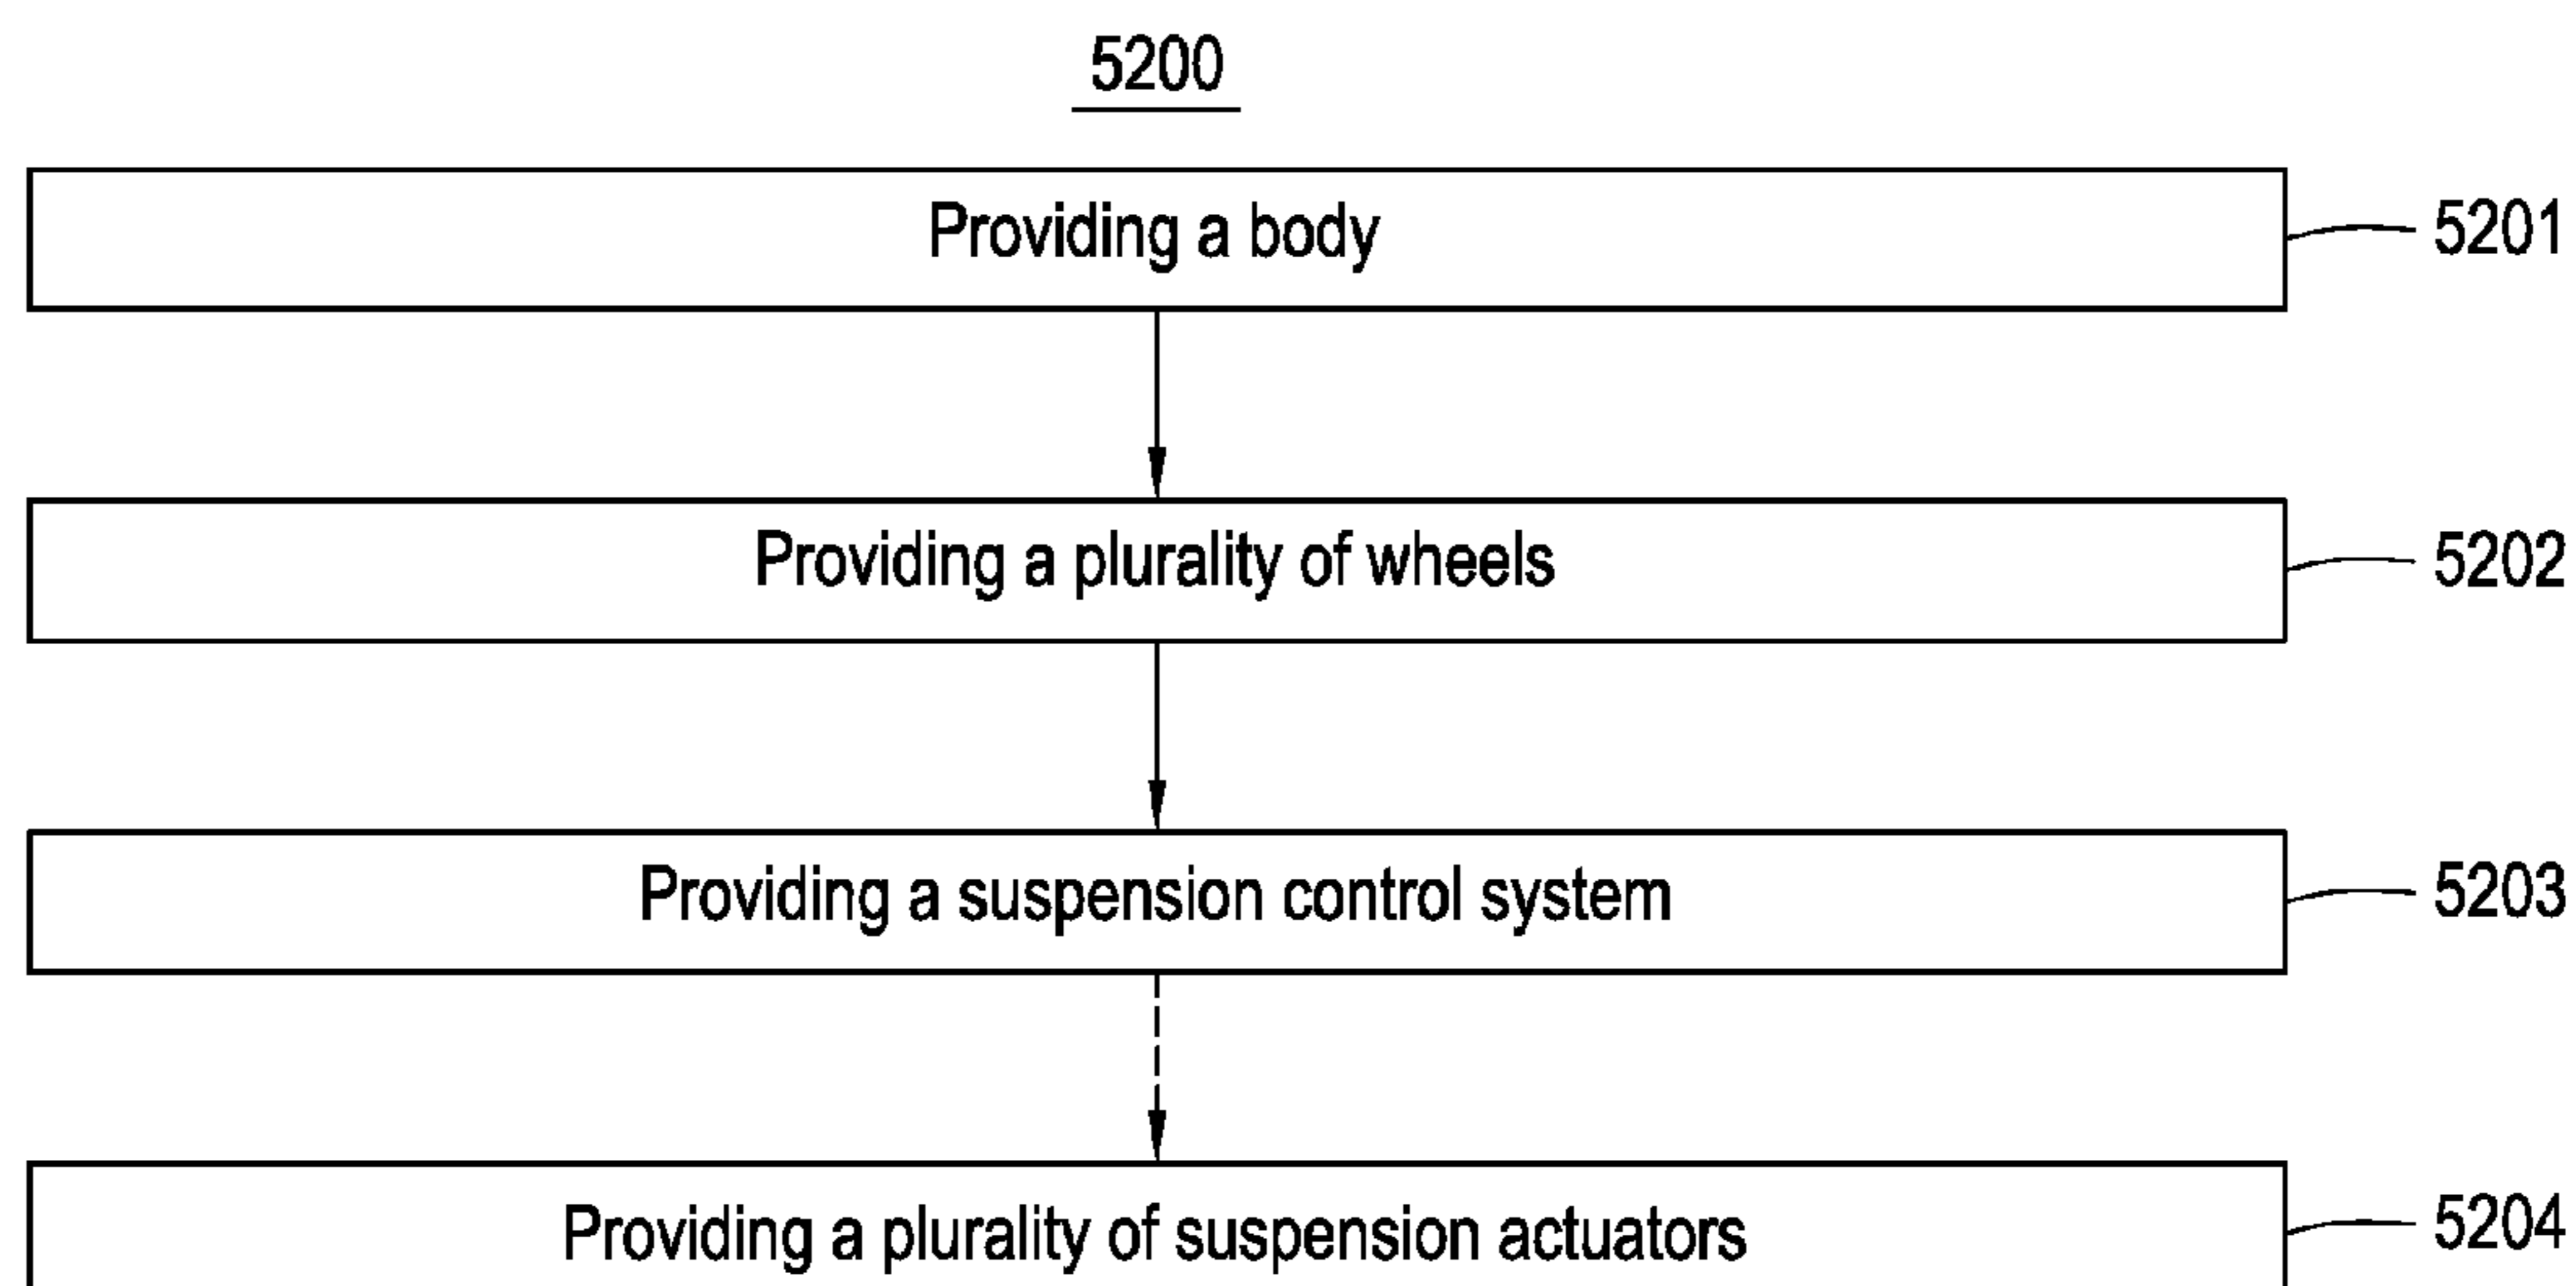 5200
Providing a body
5201
Providing a plurality of wheels
5202
Providing a suspension control system
5203
Providing a plurality of suspension actuators
5204